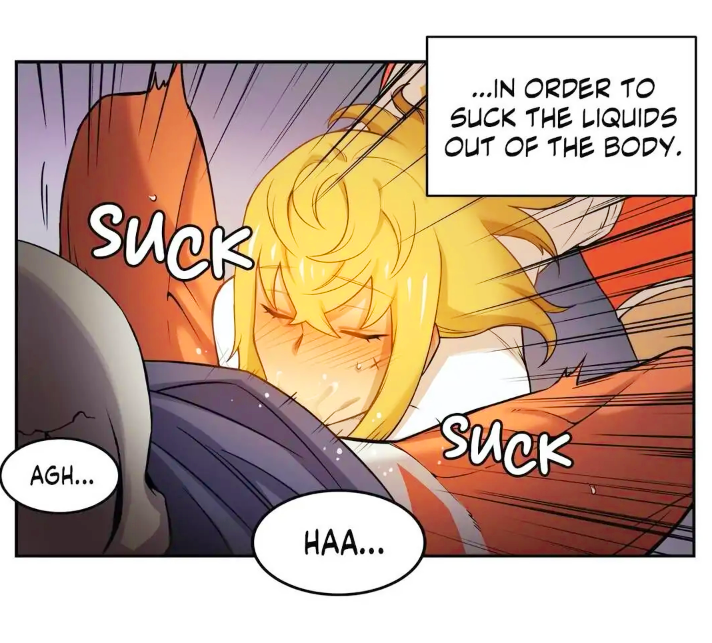 ...IN ORDER TO
SUCK THE LIQUIDS
OUT OF THE BODY.
SUCK
SUCK
AGH...
HAA...